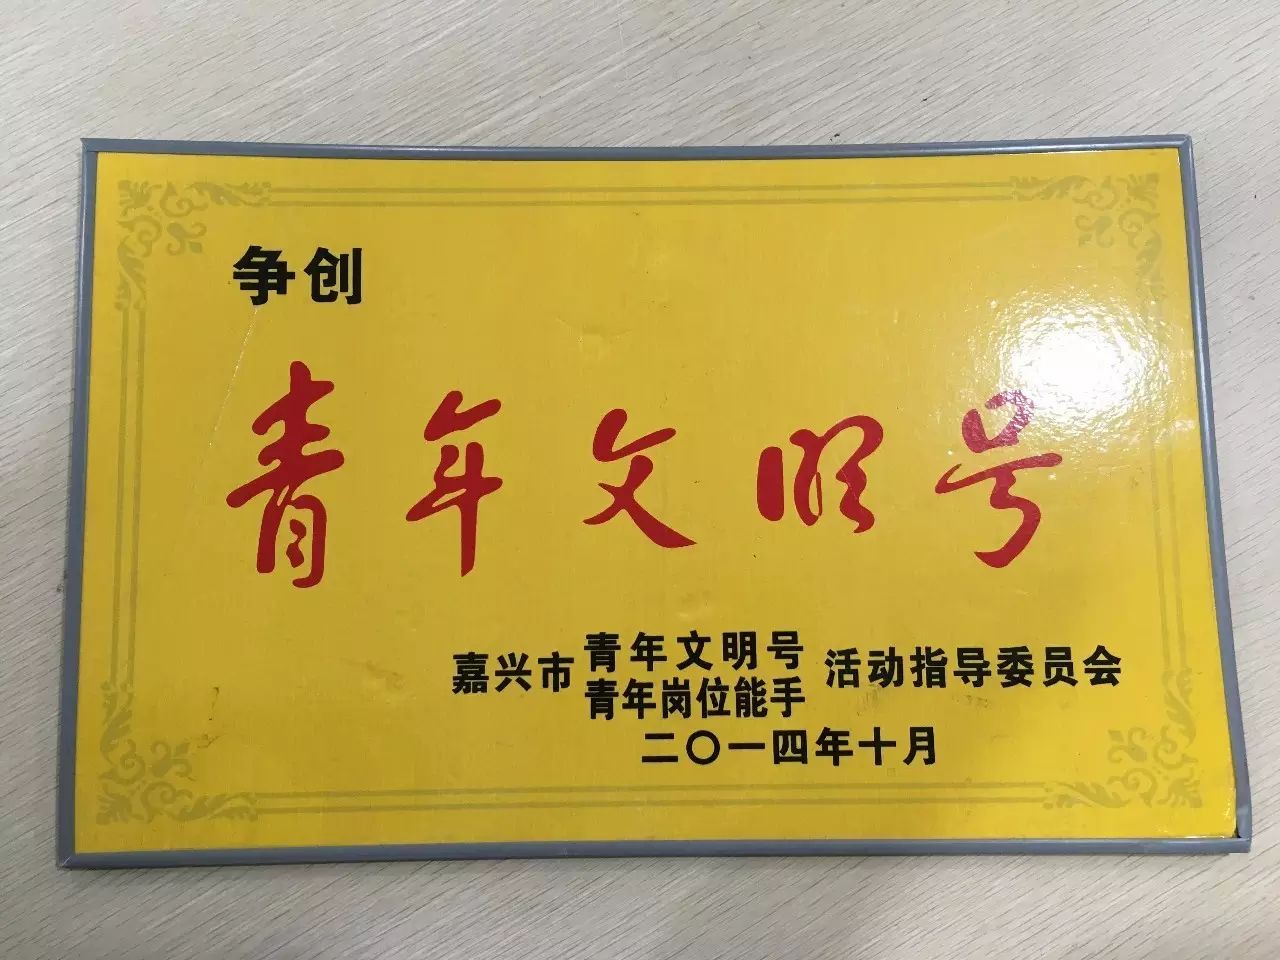 争创
青年文明号
嘉兴市 青年文明号 活动指导委员会
青年岗位能手
二〇一四年十月